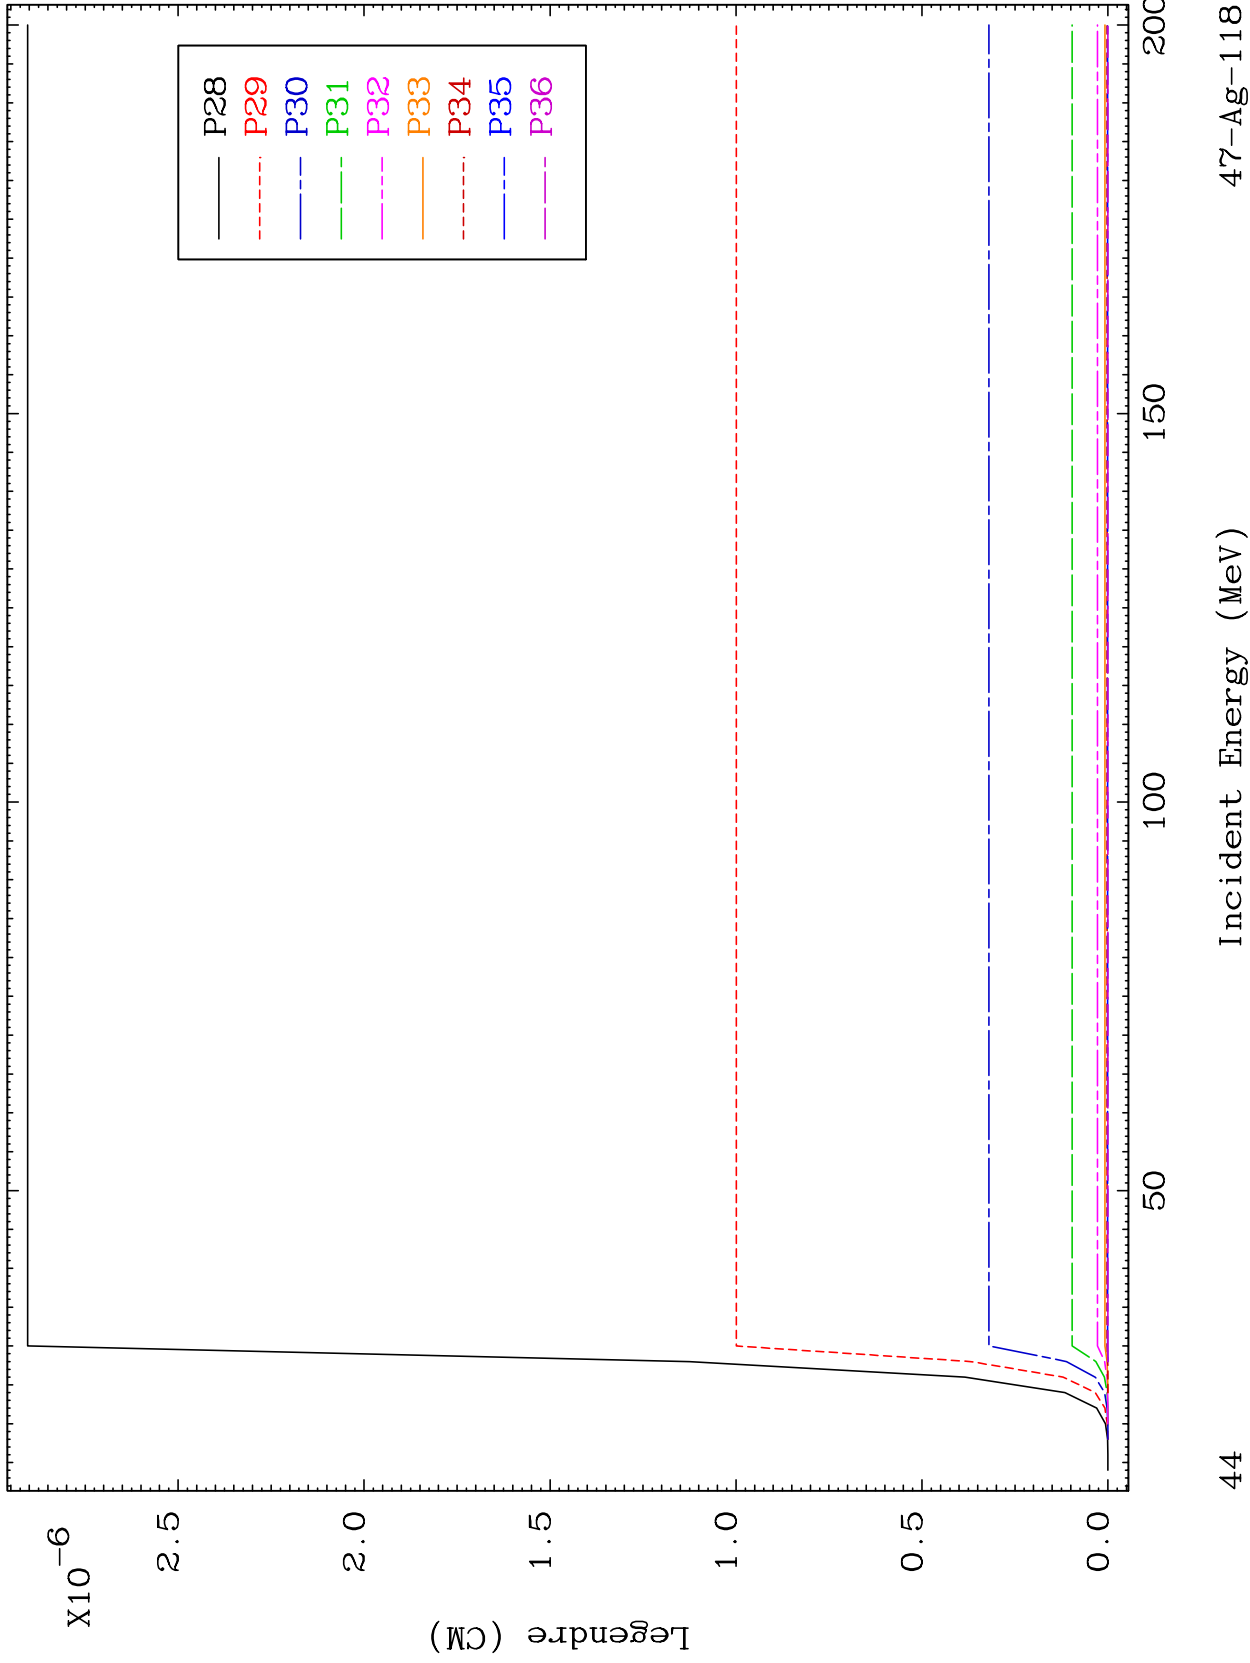 X10-6
2.5
2.0
1.5
1.0
0.5
0.0
Legendre (CM)
P28
P29
P30
P31
P32
P33
P34
P35
P36
50
100
150
200
44
Incident Energy (MeV)
47-Ag-118